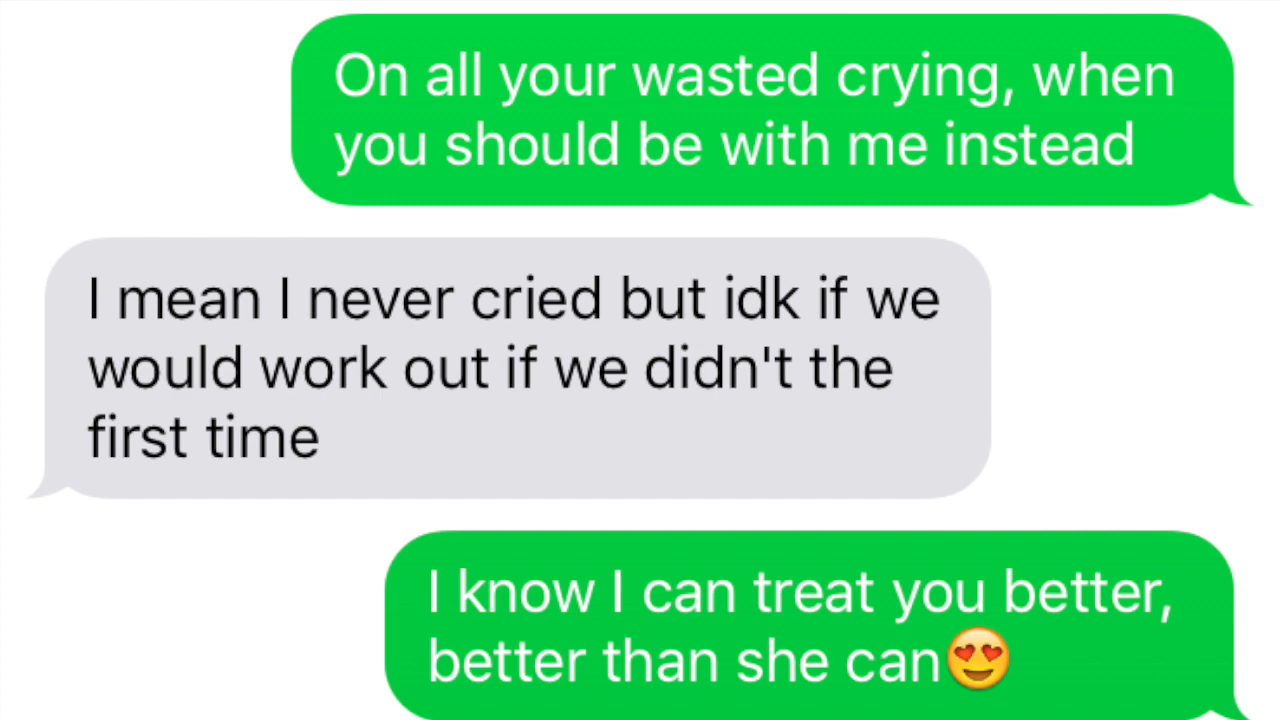 On all your wasted crying, when
you should be with me instead
I mean I never cried but idk if we
would work out if we didn't the
first time
I know I can treat you better,
better than she can😍